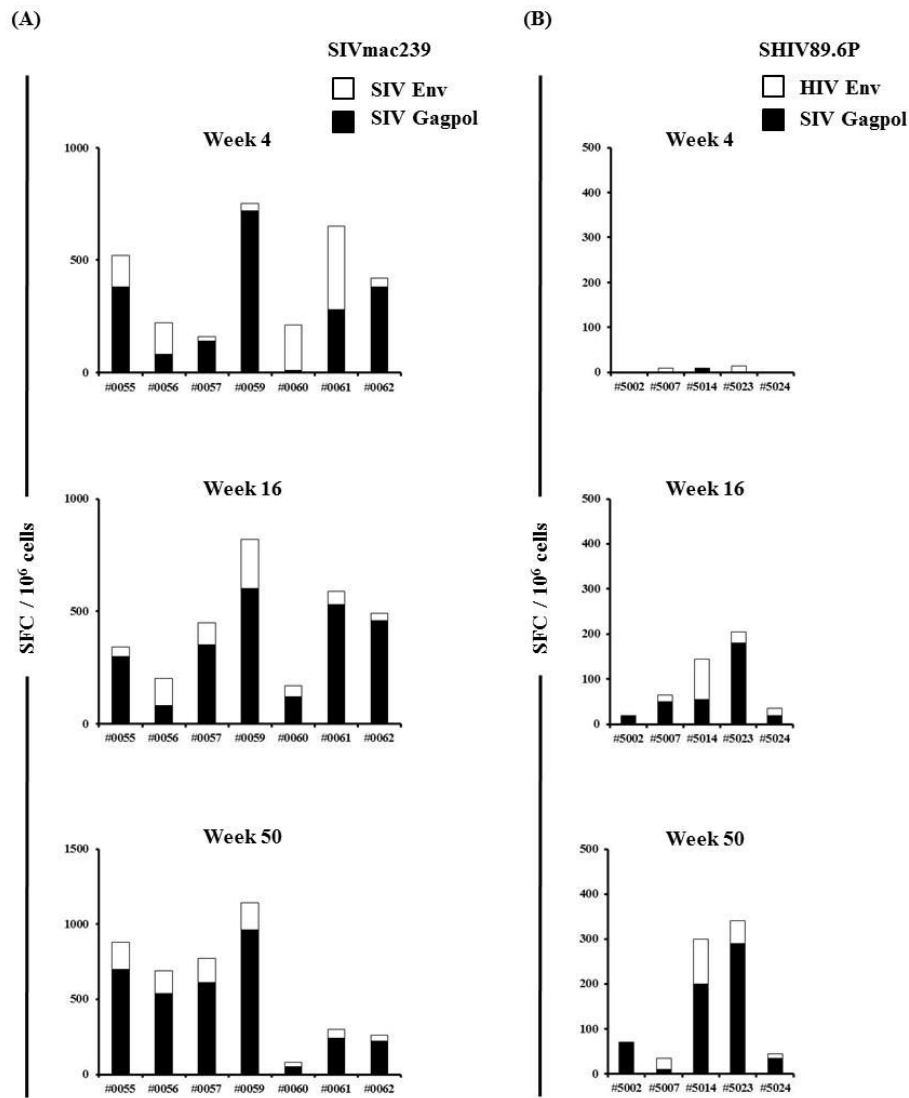 (A)
SIVmac239
SIV Env
SIV Gagpol
Week 4
1000
500
0
#0055 #0056 #0057 #0059 #0060 #0061 #0062
Week 16
1000
500
0
#0055 #0056 #0057 #0059 #0060 #0061 #0062
Week 50
1500
1000
500
0
#0055 #0056 #0057 #0059 #0060 #0061 #0062
SFC / 10⁶ cells
(B)
SHIV89.6P
HIV Env
SIV Gagpol
Week 4
500
400
300
200
100
0
#5002 #5007 #5014 #5023 #5024
Week 16
500
400
300
200
100
0
#5002 #5007 #5014 #5023 #5024
Week 50
500
400
300
200
100
0
#5002 #5007 #5014 #5023 #5024
SFC / 10⁶ cells